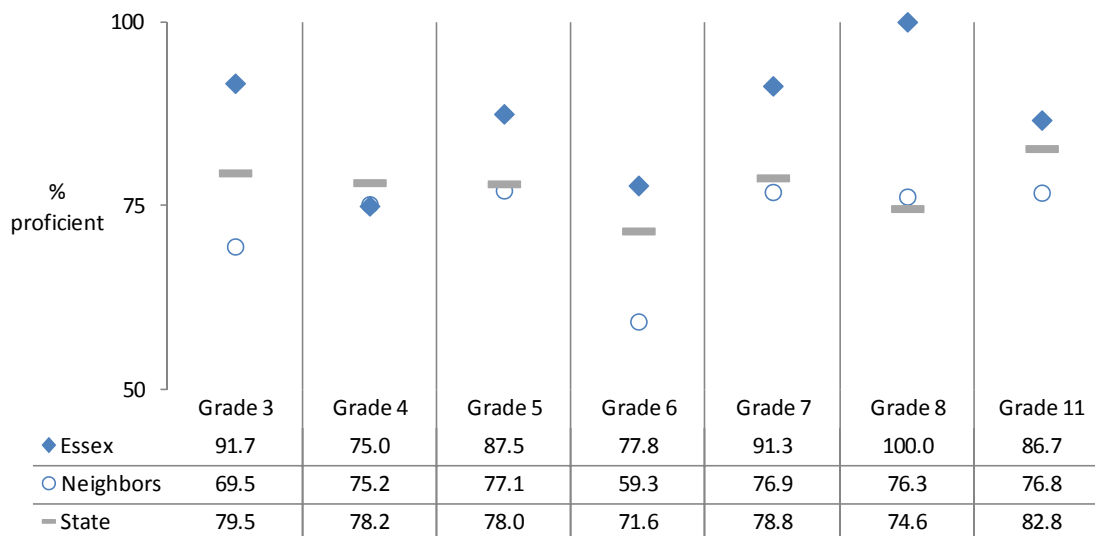 100
75
50
%
proficient
Grade 3 Grade 4 Grade 5 Grade 6 Grade 7 Grade 8 Grade 11
Essex 91.7 75.0 87.5 77.8 91.3 100.0 86.7
Neighbors 69.5 75.2 77.1 59.3 76.9 76.3 76.8
State 79.5 78.2 78.0 71.6 78.8 74.6 82.8